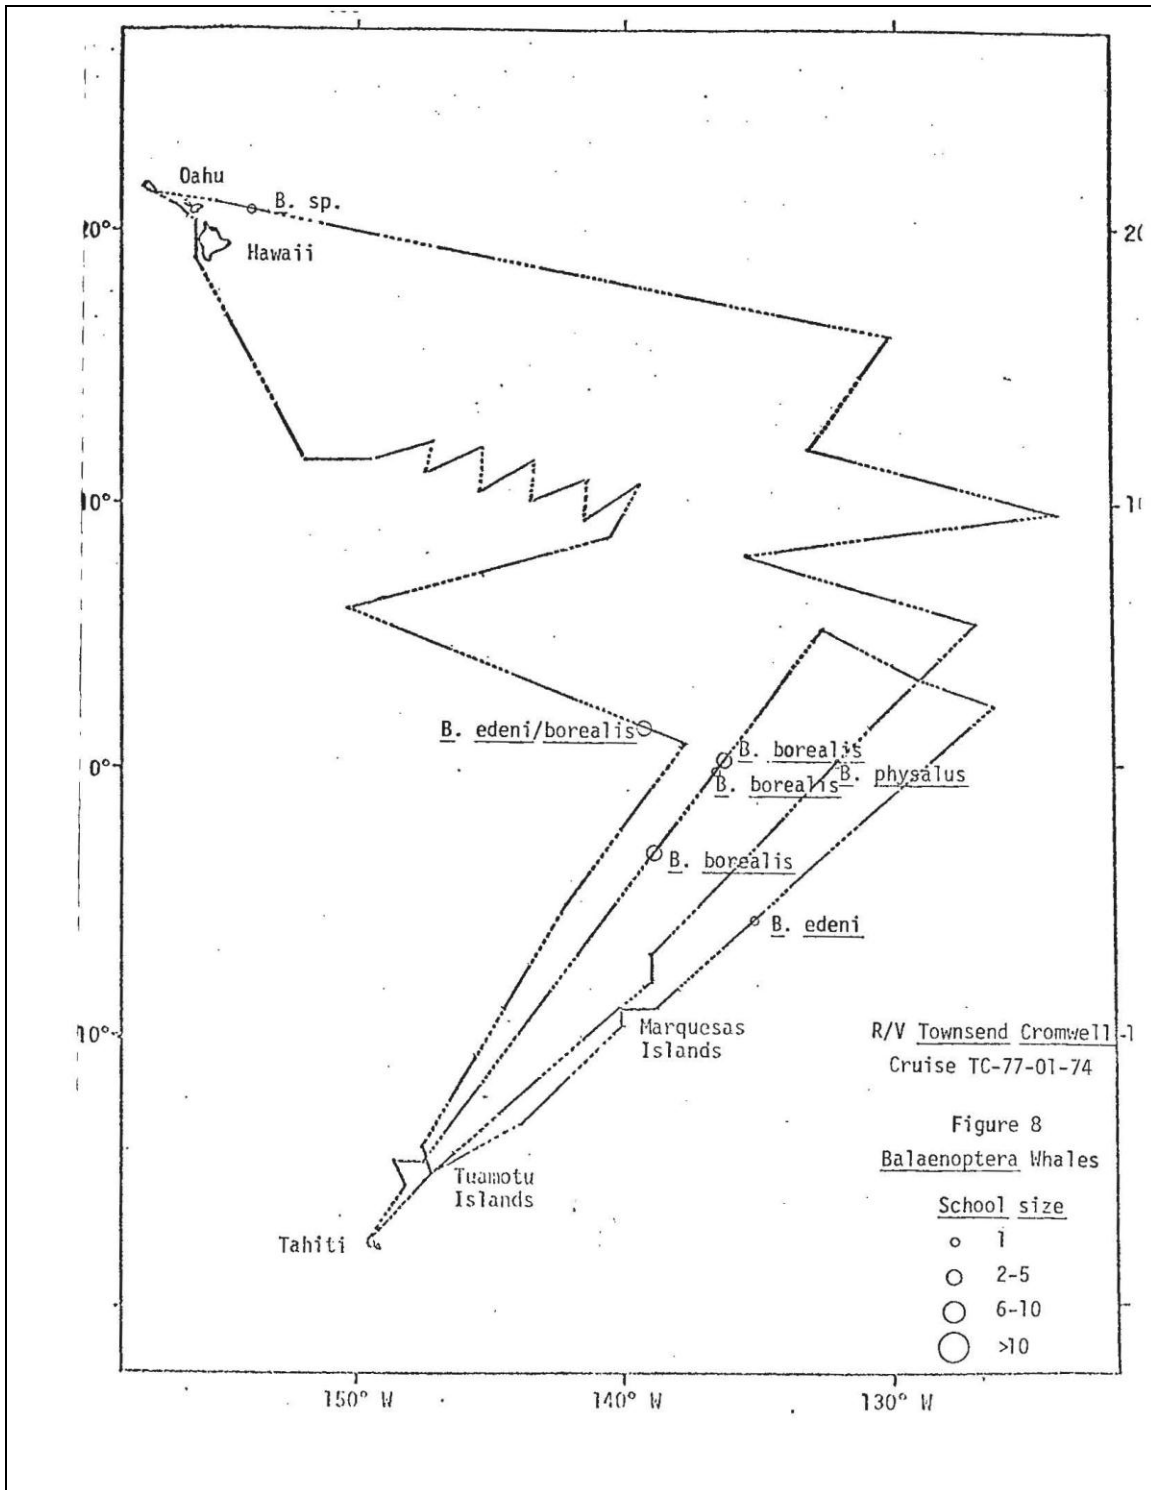 Oahu
B. sp.
20°
Hawaii
10°
B. edeni/borealis
B. borealis
0°
B. borealis
B. physalus
B. borealis
B. edeni
Marquesas
Islands
10°
R/V Townsend Cromwell
Cruise TC-77-01-74
Figure 8
Balaenoptera Whales
Tuamotu
Islands
School size
Tahiti
1
2-5
6-10
>10
150° W
140° W
130° W